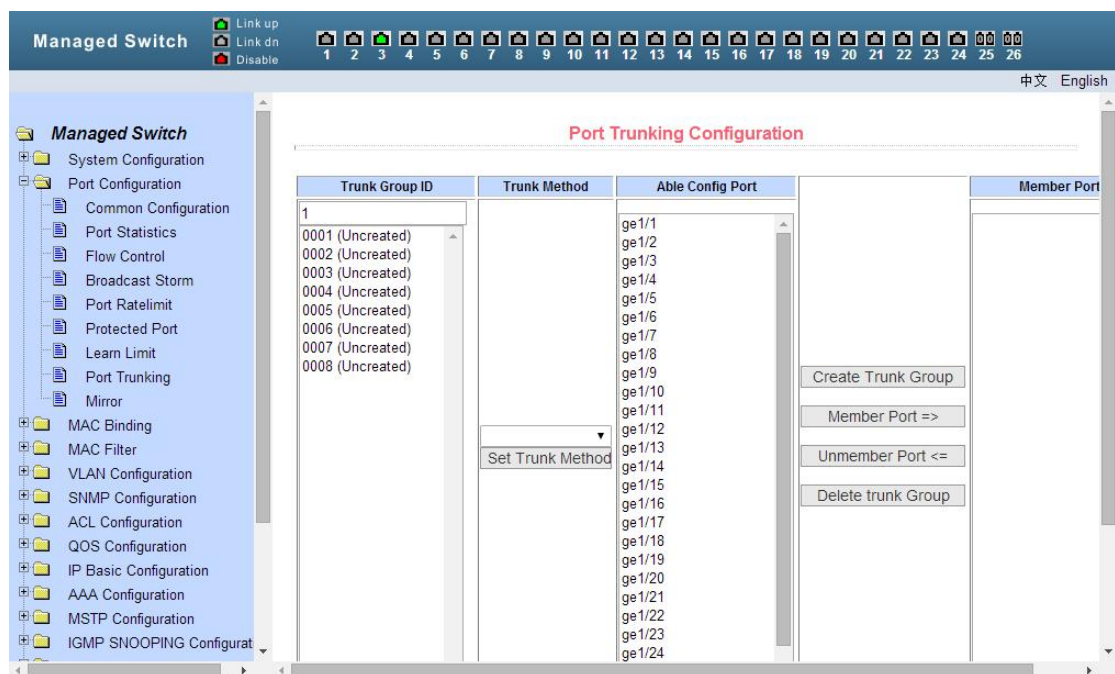 Managed Switch
Link up
Link dn
Disable
1 2 3 4 5 6 7 8 9 10 11 12 13 14 15 16 17 18 19 20 21 22 23 24 25 26
中文 English
Managed Switch
System Configuration
Port Configuration
Common Configuration
Port Statistics
Flow Control
Broadcast Storm
Port Ratelimit
Protected Port
Learn Limit
Port Trunking
Mirror
MAC Binding
MAC Filter
VLAN Configuration
SNMP Configuration
ACL Configuration
QOS Configuration
IP Basic Configuration
AAA Configuration
MSTP Configuration
IGMP SNOOPING Configurat
Port Trunking Configuration
Trunk Group ID
1
0001 (Uncreated)
0002 (Uncreated)
0003 (Uncreated)
0004 (Uncreated)
0005 (Uncreated)
0006 (Uncreated)
0007 (Uncreated)
0008 (Uncreated)
Trunk Method
Set Trunk Method
Able Config Port
ge1/1
ge1/2
ge1/3
ge1/4
ge1/5
ge1/6
ge1/7
ge1/8
ge1/9
ge1/10
ge1/11
ge1/12
ge1/13
ge1/14
ge1/15
ge1/16
ge1/17
ge1/18
ge1/19
ge1/20
ge1/21
ge1/22
ge1/23
ge1/24
Create Trunk Group
Member Port =>
Unmember Port <=
Delete trunk Group
Member Port